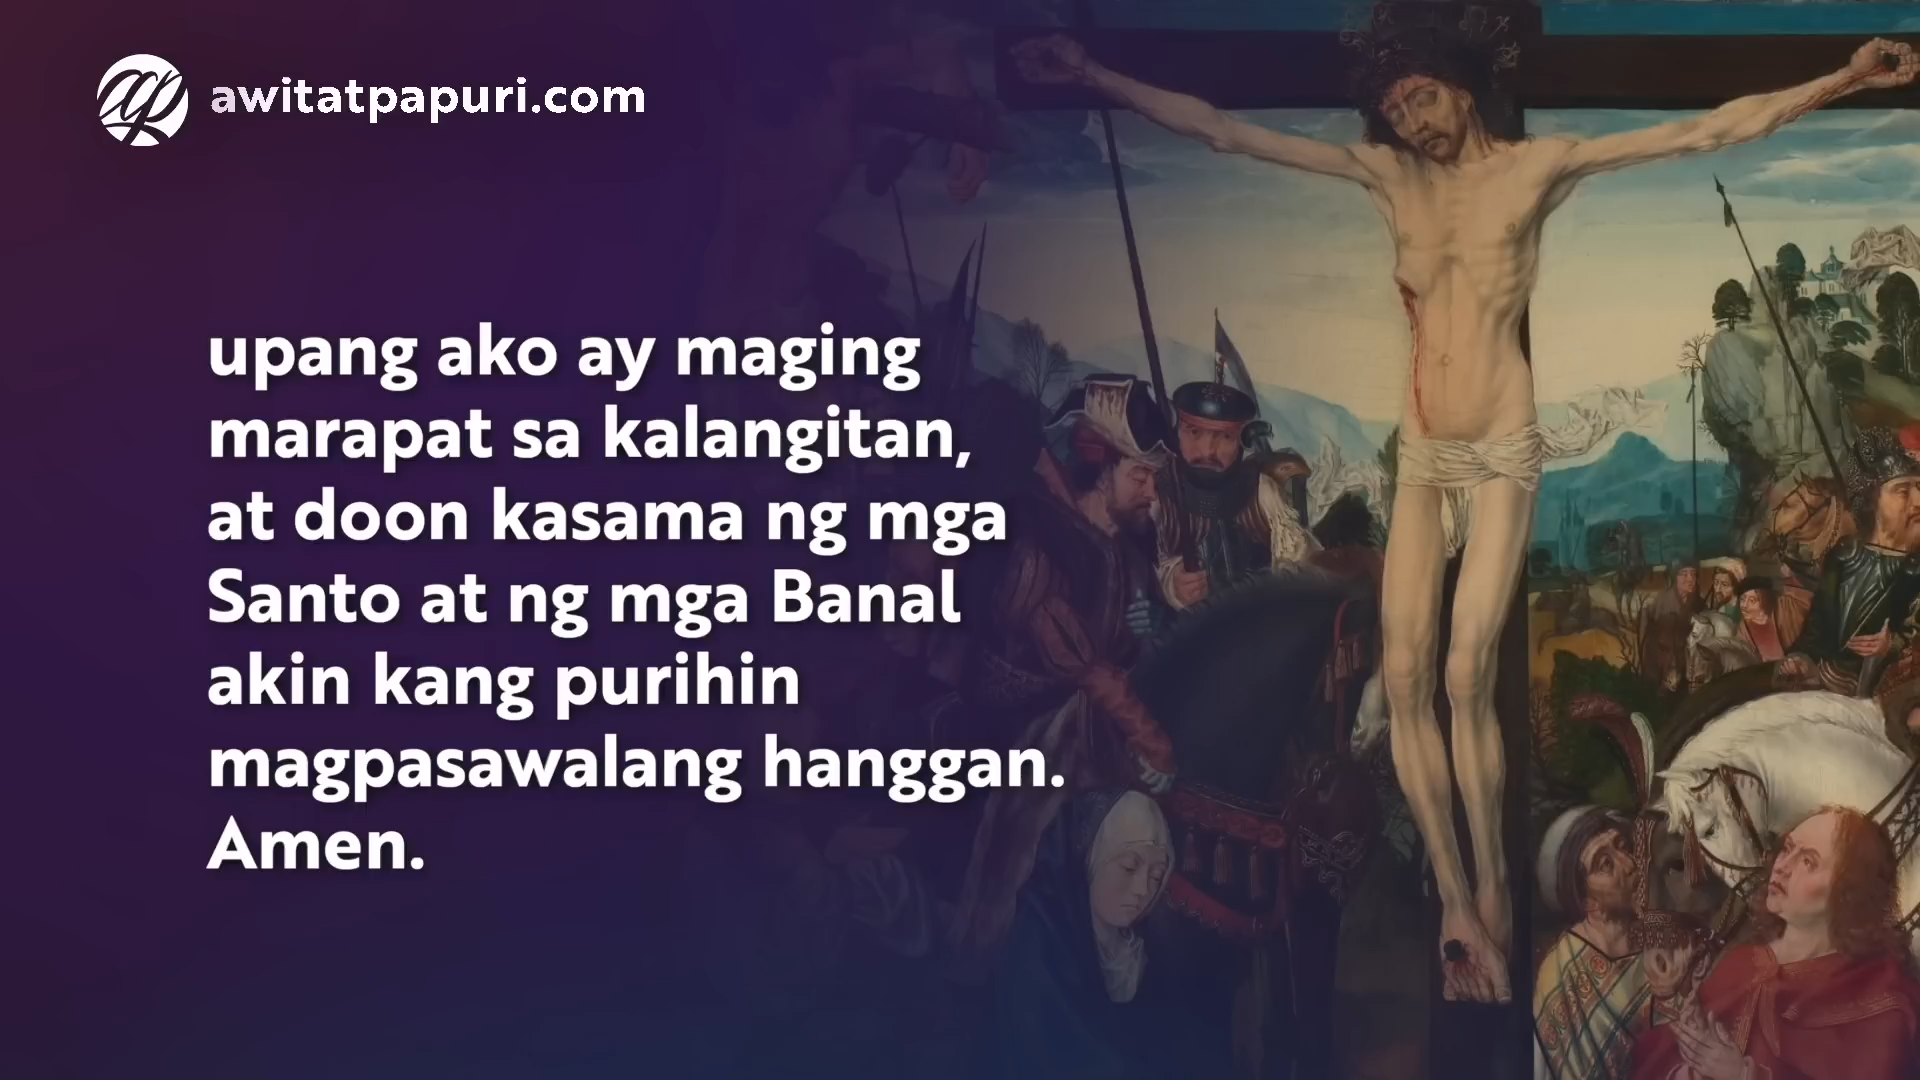 awitatpapuri.com
upang ako ay maging
marapat sa kalangitan,
at doon kasama ng mga
Santo at ng mga Banal
akin kang purihin
magpasawalang hanggan.
Amen.